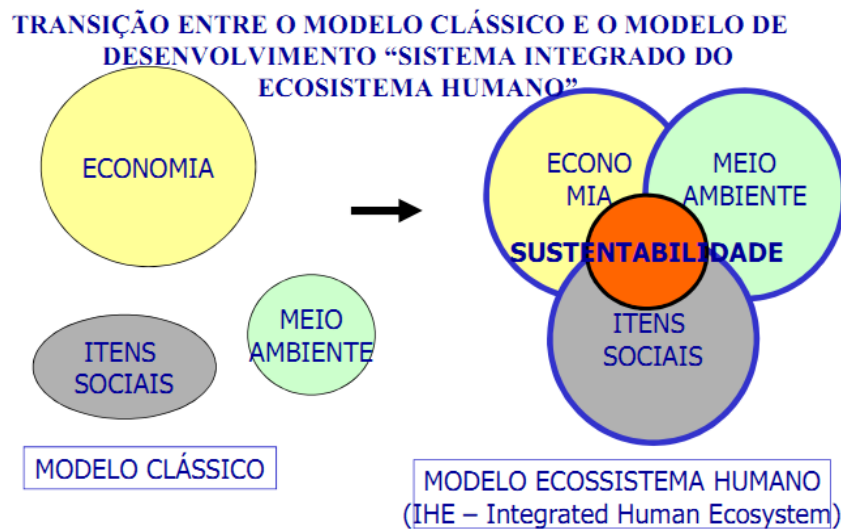 TRANSIÇÃO ENTRE O MODELO CLÁSSICO E O MODELO DE
DESENVOLVIMENTO “SISTEMA INTEGRADO DO
ECOSISTEMA HUMANO”
ECONOMIA
MEIO
AMBIENTE
ITENS
SOCIAIS
MODELO CLÁSSICO
ECONO
MIA
MEIO
AMBIENTE
SUSTENTABILIDADE
ITENS
SOCIAIS
MODELO ECOSSISTEMA HUMANO
(IHE – Integrated Human Ecosystem)